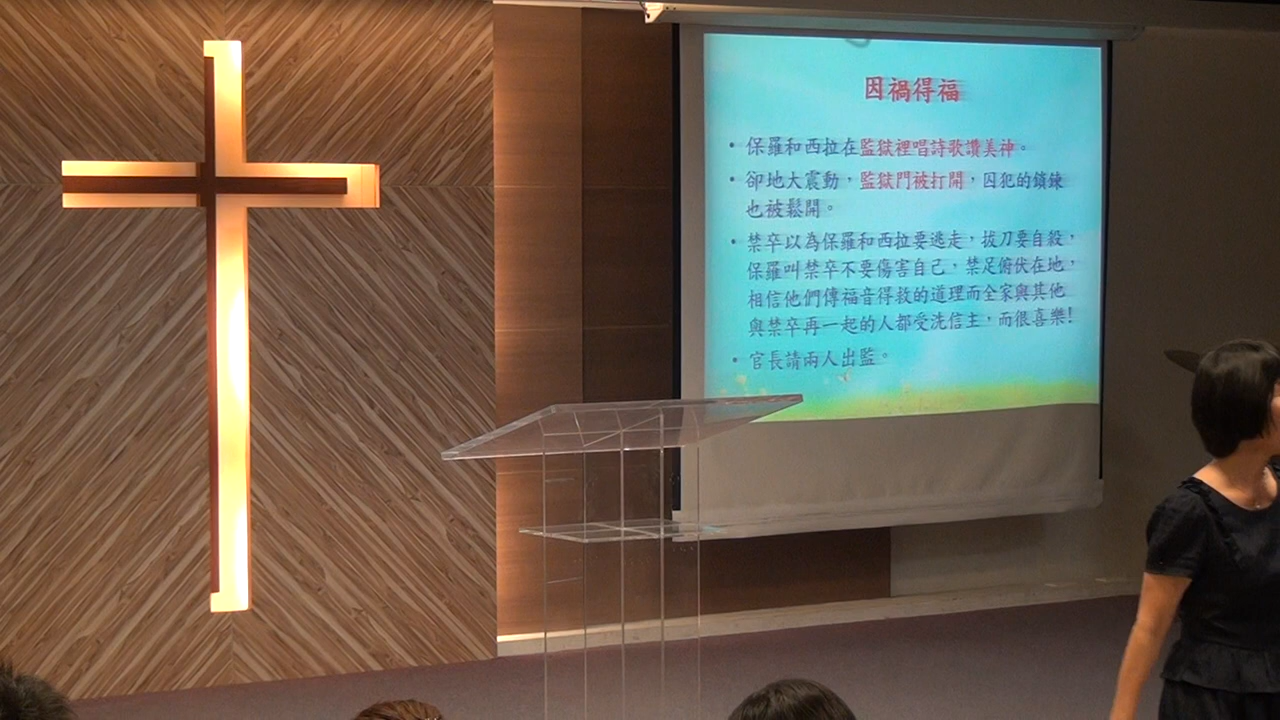 因禍得福
• 保羅和西拉在監獄裡唱詩歌讚美神。
• 卻地大震動，監獄門被打開，囚犯的鎖鍊
也被鬆開。
• 禁卒以為保羅和西拉要逃走，拔刀要自殺，
保羅叫禁卒不要傷害自己，禁足俯伏在地，
相信他們傳福音得救的道理而全家與其他
與禁卒再一起的人都受洗信主，而很喜樂!
• 官長請兩人出監。